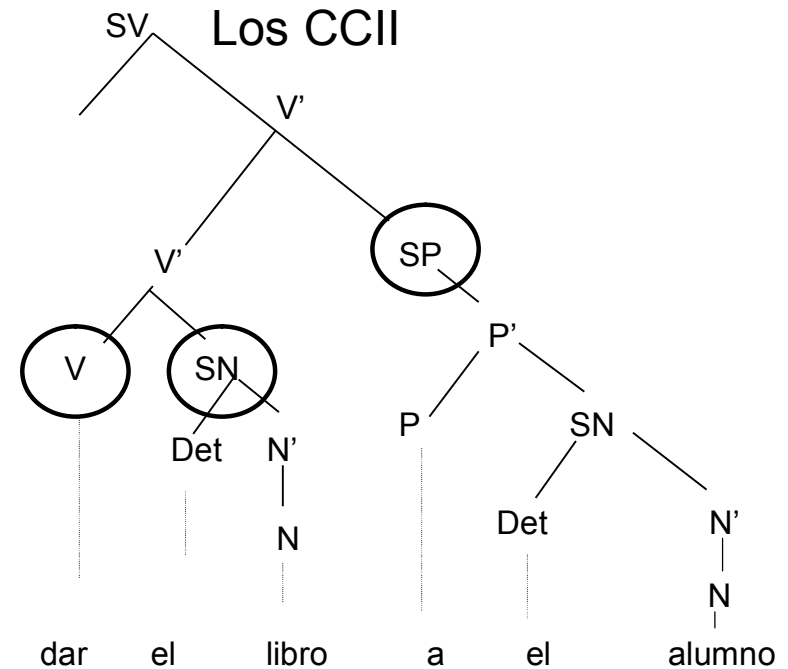 SV Los CCII
V’
V’ SP
P’
V SN
P SN
Det N’
Det N’
N
N
dar el libro a el alumno